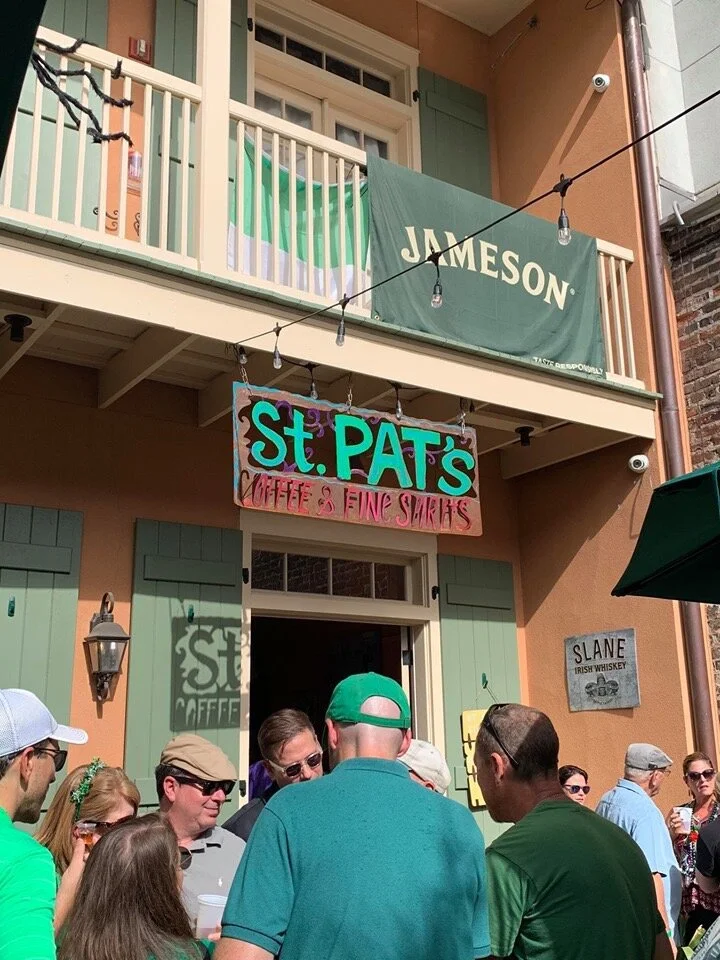 JAMESON®
TASTE RESPONSIBLY
St. PAT'S
COFFEE & FINE SPIRITS
St
COFFEE
SLANE
IRISH WHISKEY